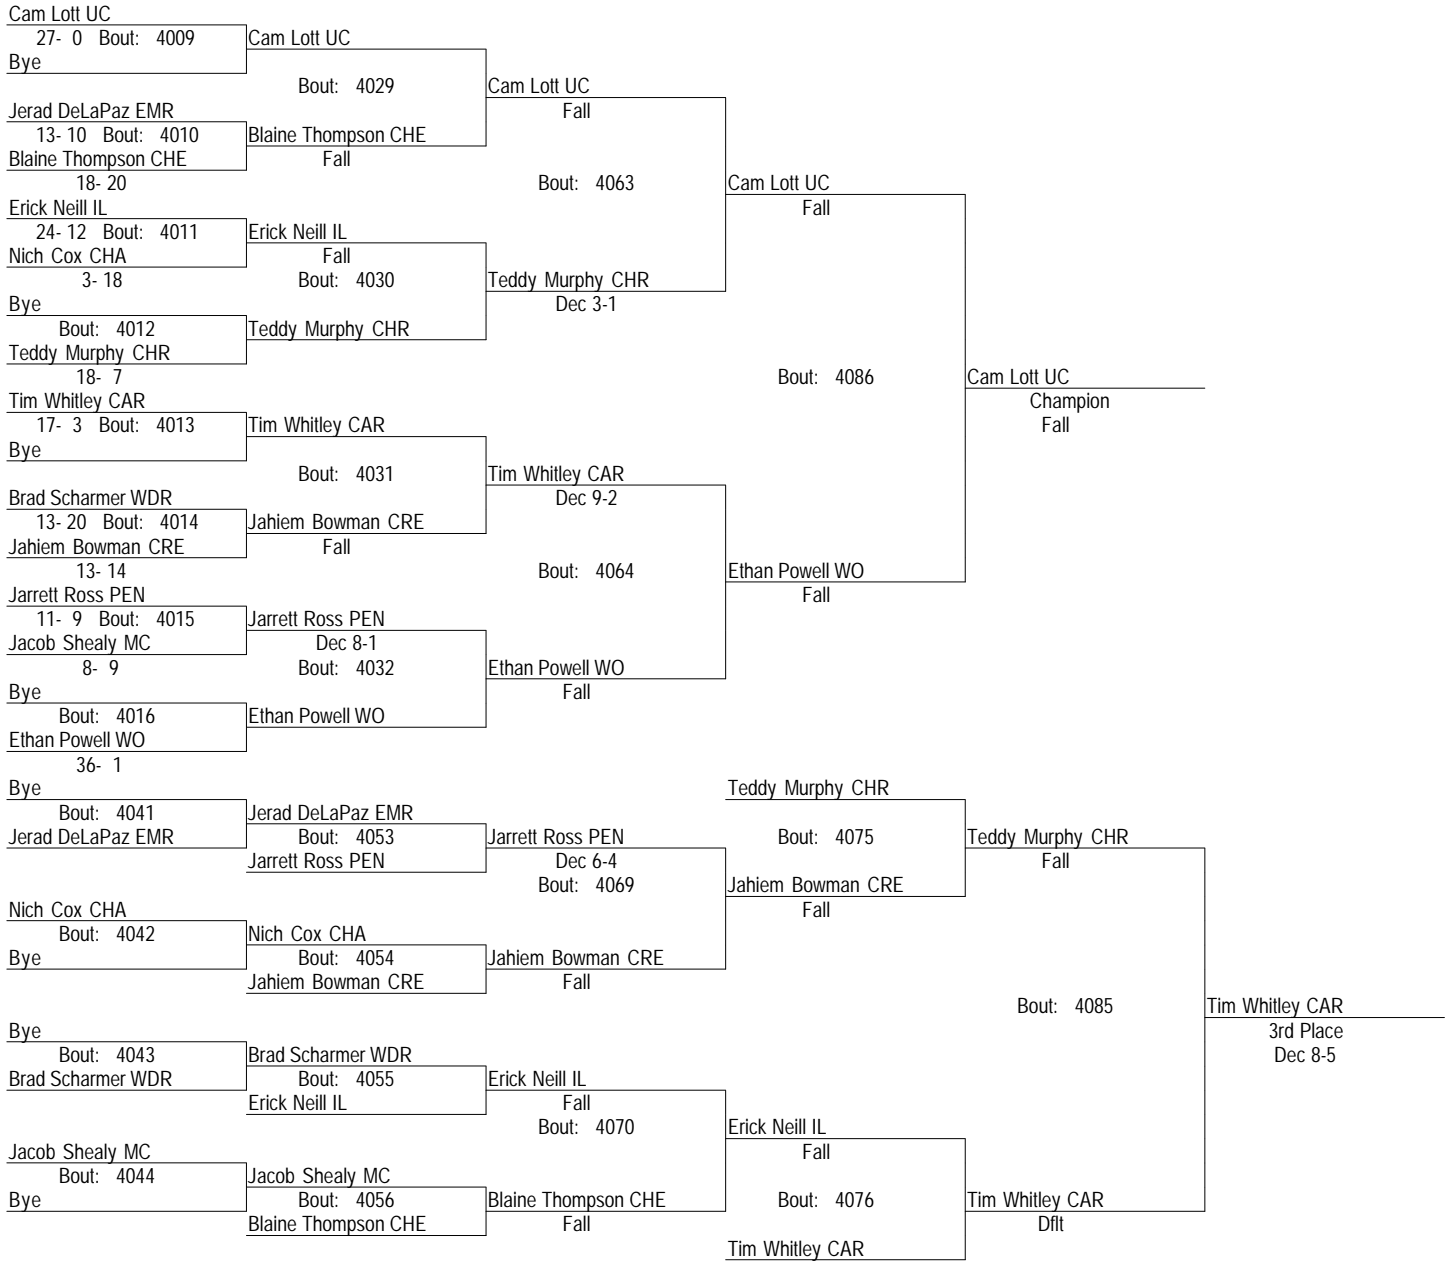 Cam Lott UC
27- 0 Bout: 4009 Cam Lott UC
Bye
Bout: 4029 Cam Lott UC
Jerad DeLaPaz EMR Fall
13- 10 Bout: 4010 Blaine Thompson CHE
Blaine Thompson CHE Fall
18- 20 Bout: 4063 Cam Lott UC
Erick Neill IL Fall
24- 12 Bout: 4011 Erick Neill IL
Nich Cox CHA Fall
3- 18 Bout: 4030 Teddy Murphy CHR
Bye Dec 3-1
Bout: 4012 Teddy Murphy CHR
Teddy Murphy CHR
18- 7 Bout: 4086 Cam Lott UC
Tim Whitley CAR Champion
17- 3 Bout: 4013 Tim Whitley CAR Fall
Bye
Bout: 4031 Tim Whitley CAR
Brad Scharmer WDR Dec 9-2
13- 20 Bout: 4014 Jahiem Bowman CRE
Jahiem Bowman CRE Fall
13- 14 Bout: 4064 Ethan Powell WO
Jarrett Ross PEN Fall
11- 9 Bout: 4015 Jarrett Ross PEN
Jacob Shealy MC Dec 8-1
8- 9 Bout: 4032 Ethan Powell WO
Bye Fall
Bout: 4016 Ethan Powell WO
Ethan Powell WO
36- 1
Bye Teddy Murphy CHR
Bout: 4041 Jerad DeLaPaz EMR
Jerad DeLaPaz EMR Bout: 4053 Jarrett Ross PEN Bout: 4075 Teddy Murphy CHR
Jarrett Ross PEN Dec 6-4 Fall
Bout: 4069 Jahiem Bowman CRE
Nich Cox CHA Fall
Bout: 4042 Nich Cox CHA
Bye Bout: 4054 Jahiem Bowman CRE
Jahiem Bowman CRE Fall
Bout: 4085 Tim Whitley CAR
Bye 3rd Place
Bout: 4043 Brad Scharmer WDR Dec 8-5
Brad Scharmer WDR Bout: 4055 Erick Neill IL
Erick Neill IL Fall
Bout: 4070 Erick Neill IL
Jacob Shealy MC Fall
Bout: 4044 Jacob Shealy MC
Bye Bout: 4056 Blaine Thompson CHE Bout: 4076 Tim Whitley CAR
Blaine Thompson CHE Fall Dflt
Tim Whitley CAR